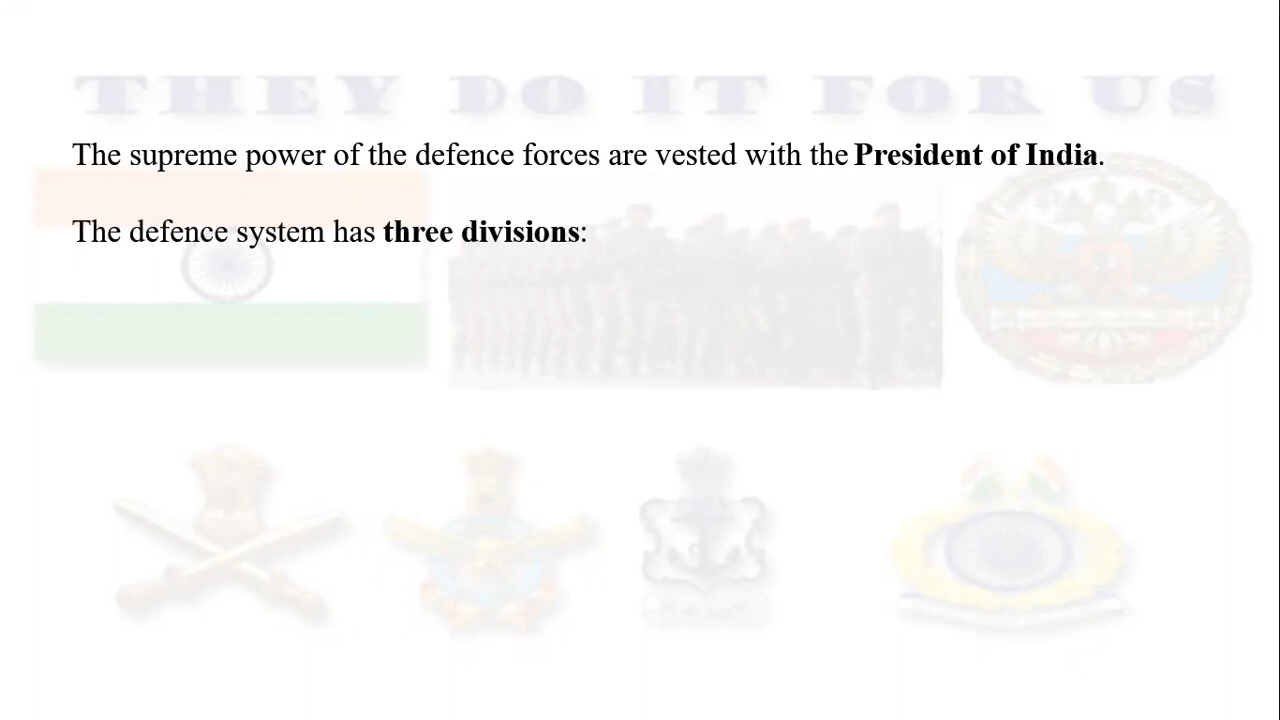 THEY DO IT FOR US
The supreme power of the defence forces are vested with the President of India.
The defence system has three divisions: